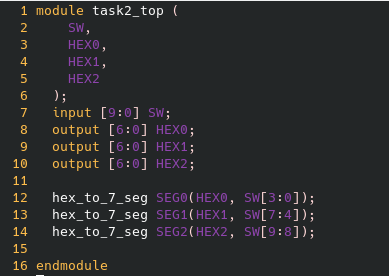 1 module task2_top (
2     SW,
3     HEX0,
4     HEX1,
5     HEX2
6   );
7   input [9:0] SW;
8   output [6:0] HEX0;
9   output [6:0] HEX1;
10   output [6:0] HEX2;
11
12   hex_to_7_seg SEG0(HEX0, SW[3:0]);
13   hex_to_7_seg SEG1(HEX1, SW[7:4]);
14   hex_to_7_seg SEG2(HEX2, SW[9:8]);
15
16 endmodule